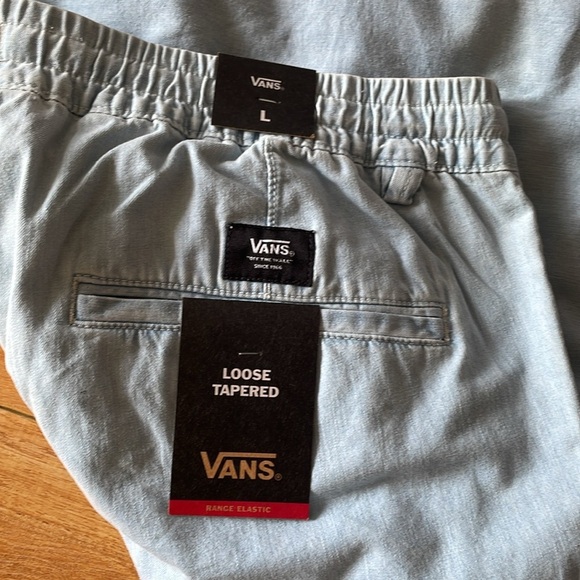 VANS
L
VANS
"OFF THE WALL"
SINCE 1966
LOOSE
TAPERED
VANS
RANGE ELASTIC